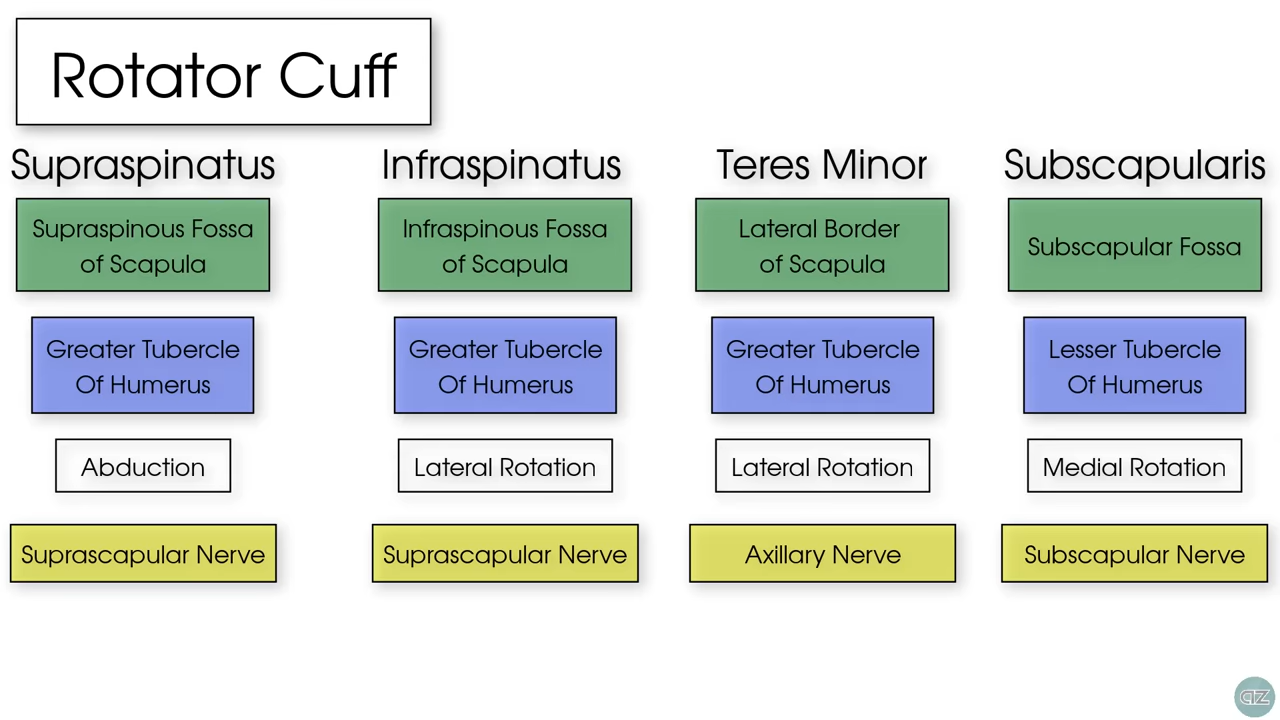 Rotator Cuff
Supraspinatus
Infraspinatus
Teres Minor
Subscapularis
Supraspinous Fossa
of Scapula
Infraspinous Fossa
of Scapula
Lateral Border
of Scapula
Subscapular Fossa
Greater Tubercle
Of Humerus
Greater Tubercle
Of Humerus
Greater Tubercle
Of Humerus
Lesser Tubercle
Of Humerus
Abduction
Lateral Rotation
Lateral Rotation
Medial Rotation
Suprascapular Nerve
Suprascapular Nerve
Axillary Nerve
Subscapular Nerve